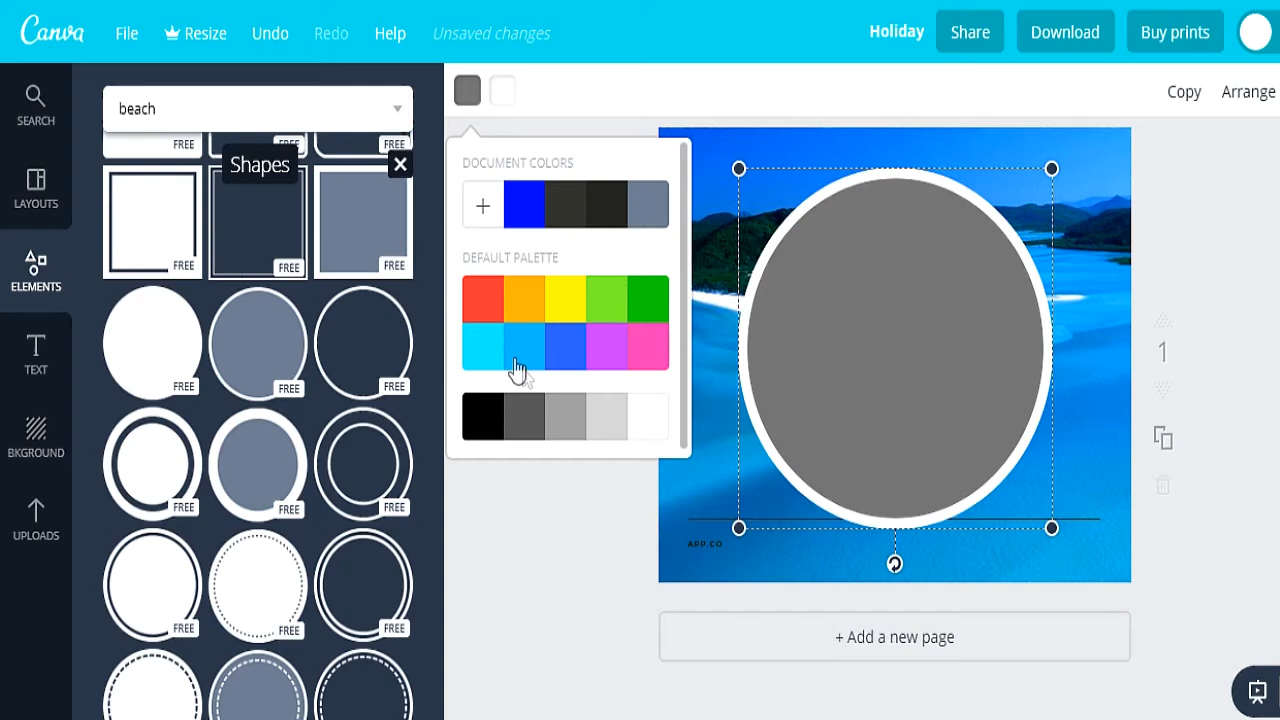 Canva File Resize Undo Redo Help Unsaved changes Holiday Share Download Buy prints
SEARCH
LAYOUTS
ELEMENTS
TEXT
BKGROUND
UPLOADS
beach
FREE FREE FREE
Shapes
FREE FREE FREE
FREE FREE FREE
FREE FREE FREE
FREE FREE FREE
Copy Arrange
DOCUMENT COLORS
+
DEFAULT PALETTE
APP.CO
1
+ Add a new page